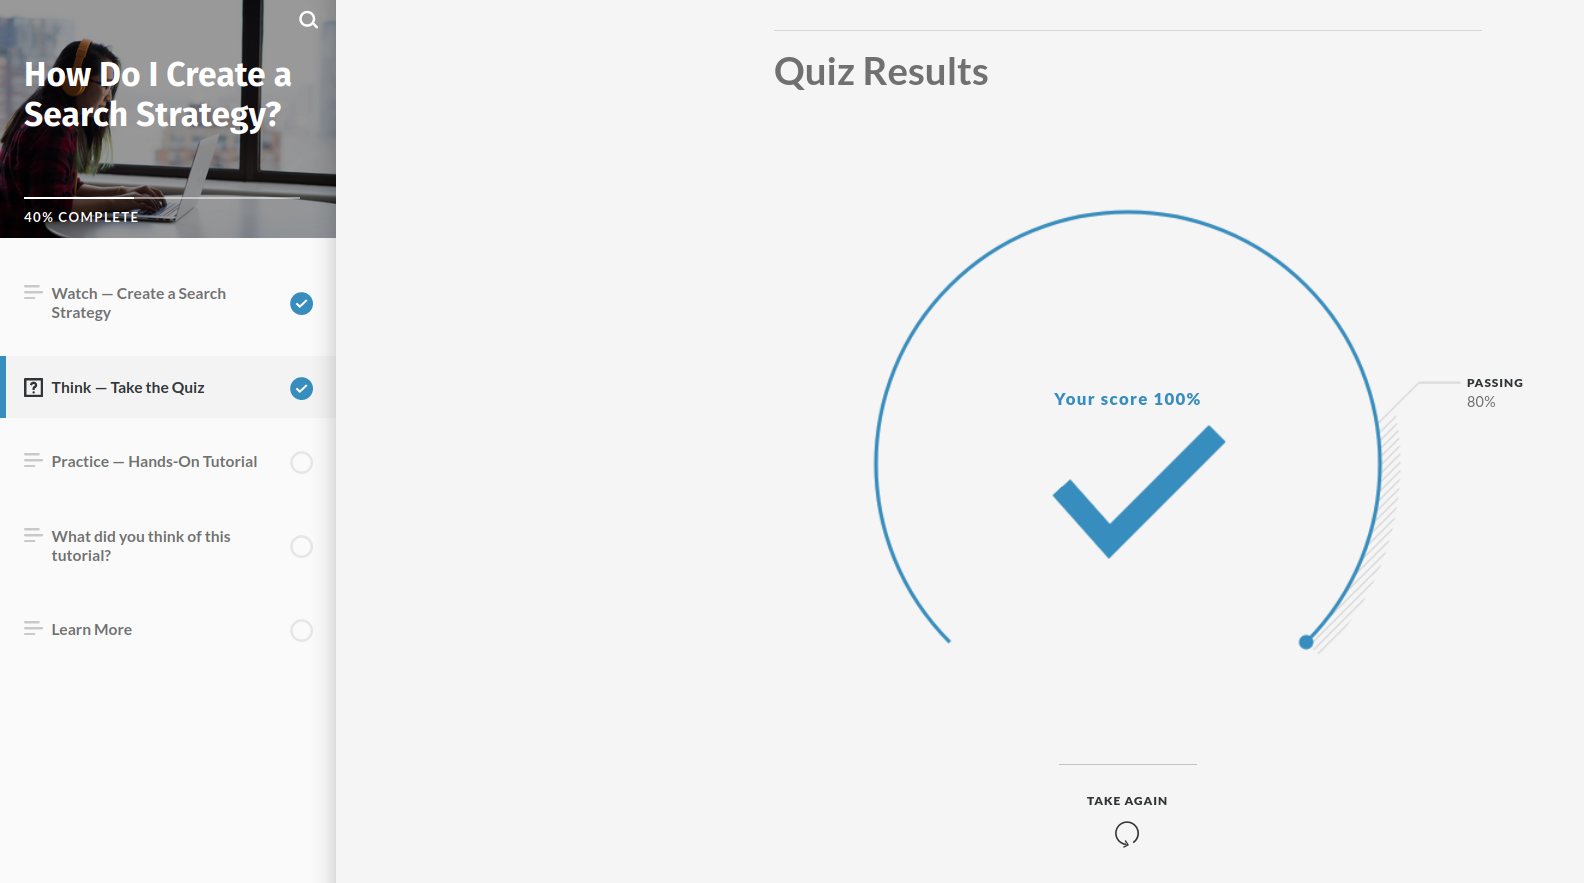 How Do I Create a
Search Strategy?
40% COMPLETE
Watch — Create a Search
Strategy
Think — Take the Quiz
Practice — Hands-On Tutorial
What did you think of this
tutorial?
Learn More
Quiz Results
Your score 100%
PASSING
80%
TAKE AGAIN